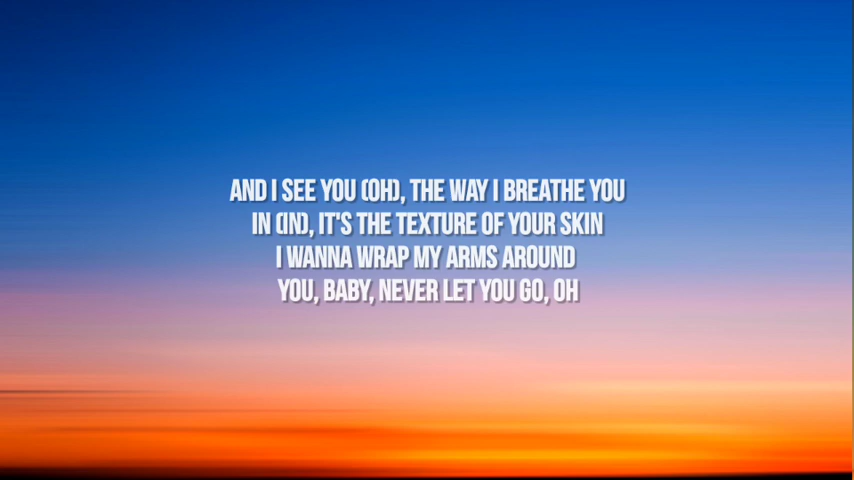 AND I SEE YOU (OH), THE WAY I BREATHE YOU
IN (IN), IT'S THE TEXTURE OF YOUR SKIN
I WANNA WRAP MY ARMS AROUND
YOU, BABY, NEVER LET YOU GO, OH